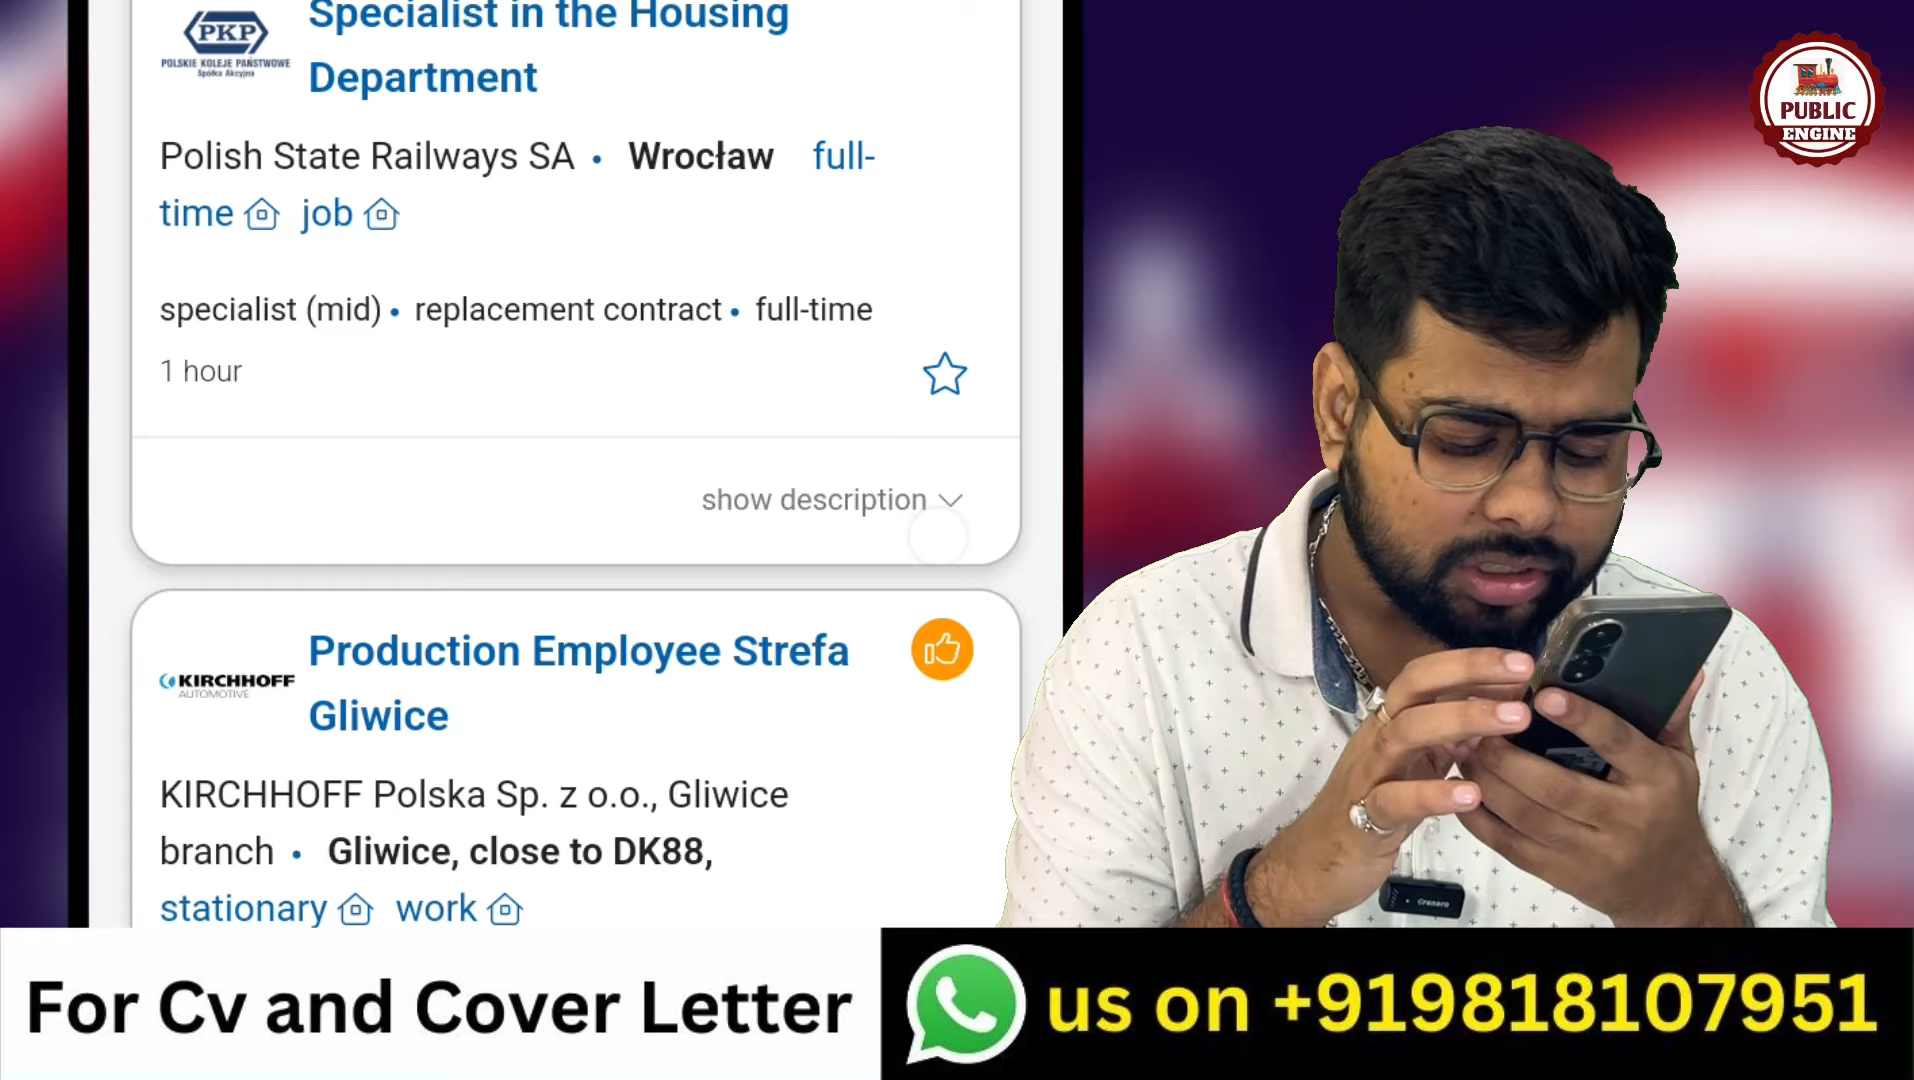 Specialist in the Housing
Department
PKP
POLSKIE KOLEJE PAŃSTWOWE
Spółka Akcyjna
Polish State Railways SA • Wrocław full-
time job
specialist (mid) • replacement contract • full-time
1 hour
show description
Production Employee Strefa
Gliwice
KIRCHHOFF
AUTOMOTIVE
KIRCHHOFF Polska Sp. z o.o., Gliwice
branch • Gliwice, close to DK88,
stationary work
PUBLIC
ENGINE
Grenaro
For Cv and Cover Letter
us on +919818107951